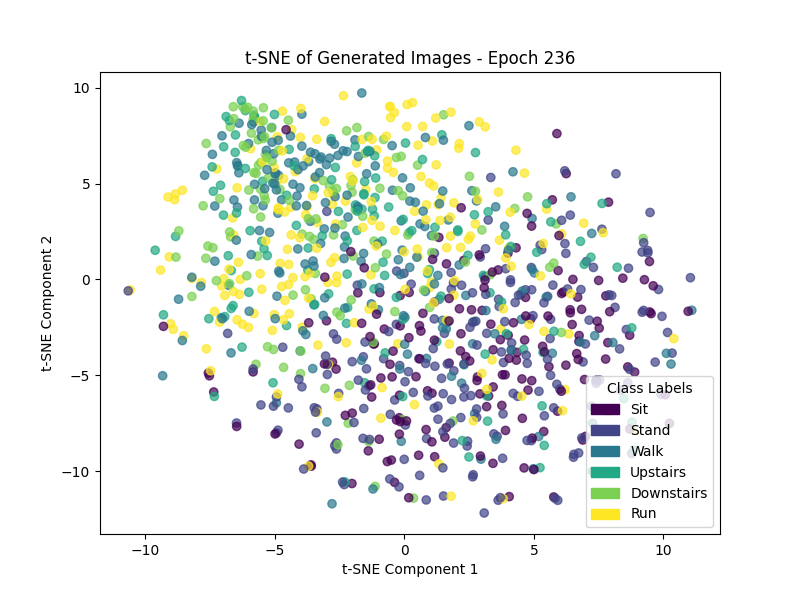 t-SNE of Generated Images - Epoch 236
t-SNE Component 2
10
5
0
−5
−10
Class Labels
Sit
Stand
Walk
Upstairs
Downstairs
Run
−10
−5
0
5
10
t-SNE Component 1